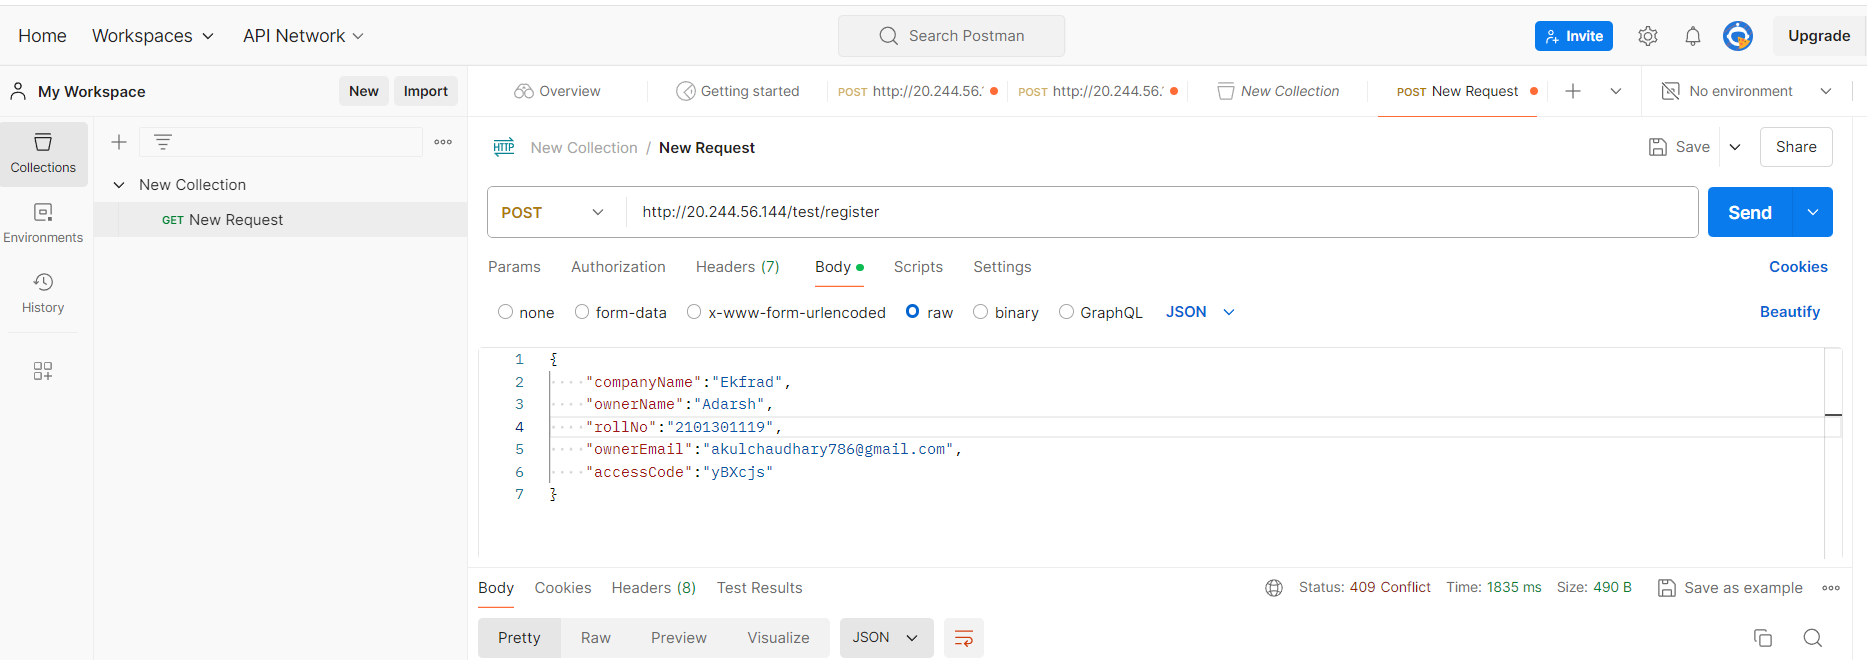 Home Workspaces API Network Search Postman Invite Upgrade
My Workspace New Import Overview Getting started POST http://20.244.56. POST http://20.244.56. New Collection POST New Request No environment
Collections
New Collection
GET New Request
Environments
History
HTTP New Collection / New Request Save Share
POST http://20.244.56.144/test/register Send
Params Authorization Headers (7) Body Scripts Settings Cookies
none form-data x-www-form-urlencoded raw binary GraphQL JSON Beautify
1 {
2 "companyName":"Ekfrad",
3 "ownerName":"Adarsh",
4 "rollNo":"2101301119",
5 "ownerEmail":"akulchaudhary786@gmail.com",
6 "accessCode":"yBXcjs"
7 }
Body Cookies Headers (8) Test Results Status: 409 Conflict Time: 1835 ms Size: 490 B Save as example
Pretty Raw Preview Visualize JSON